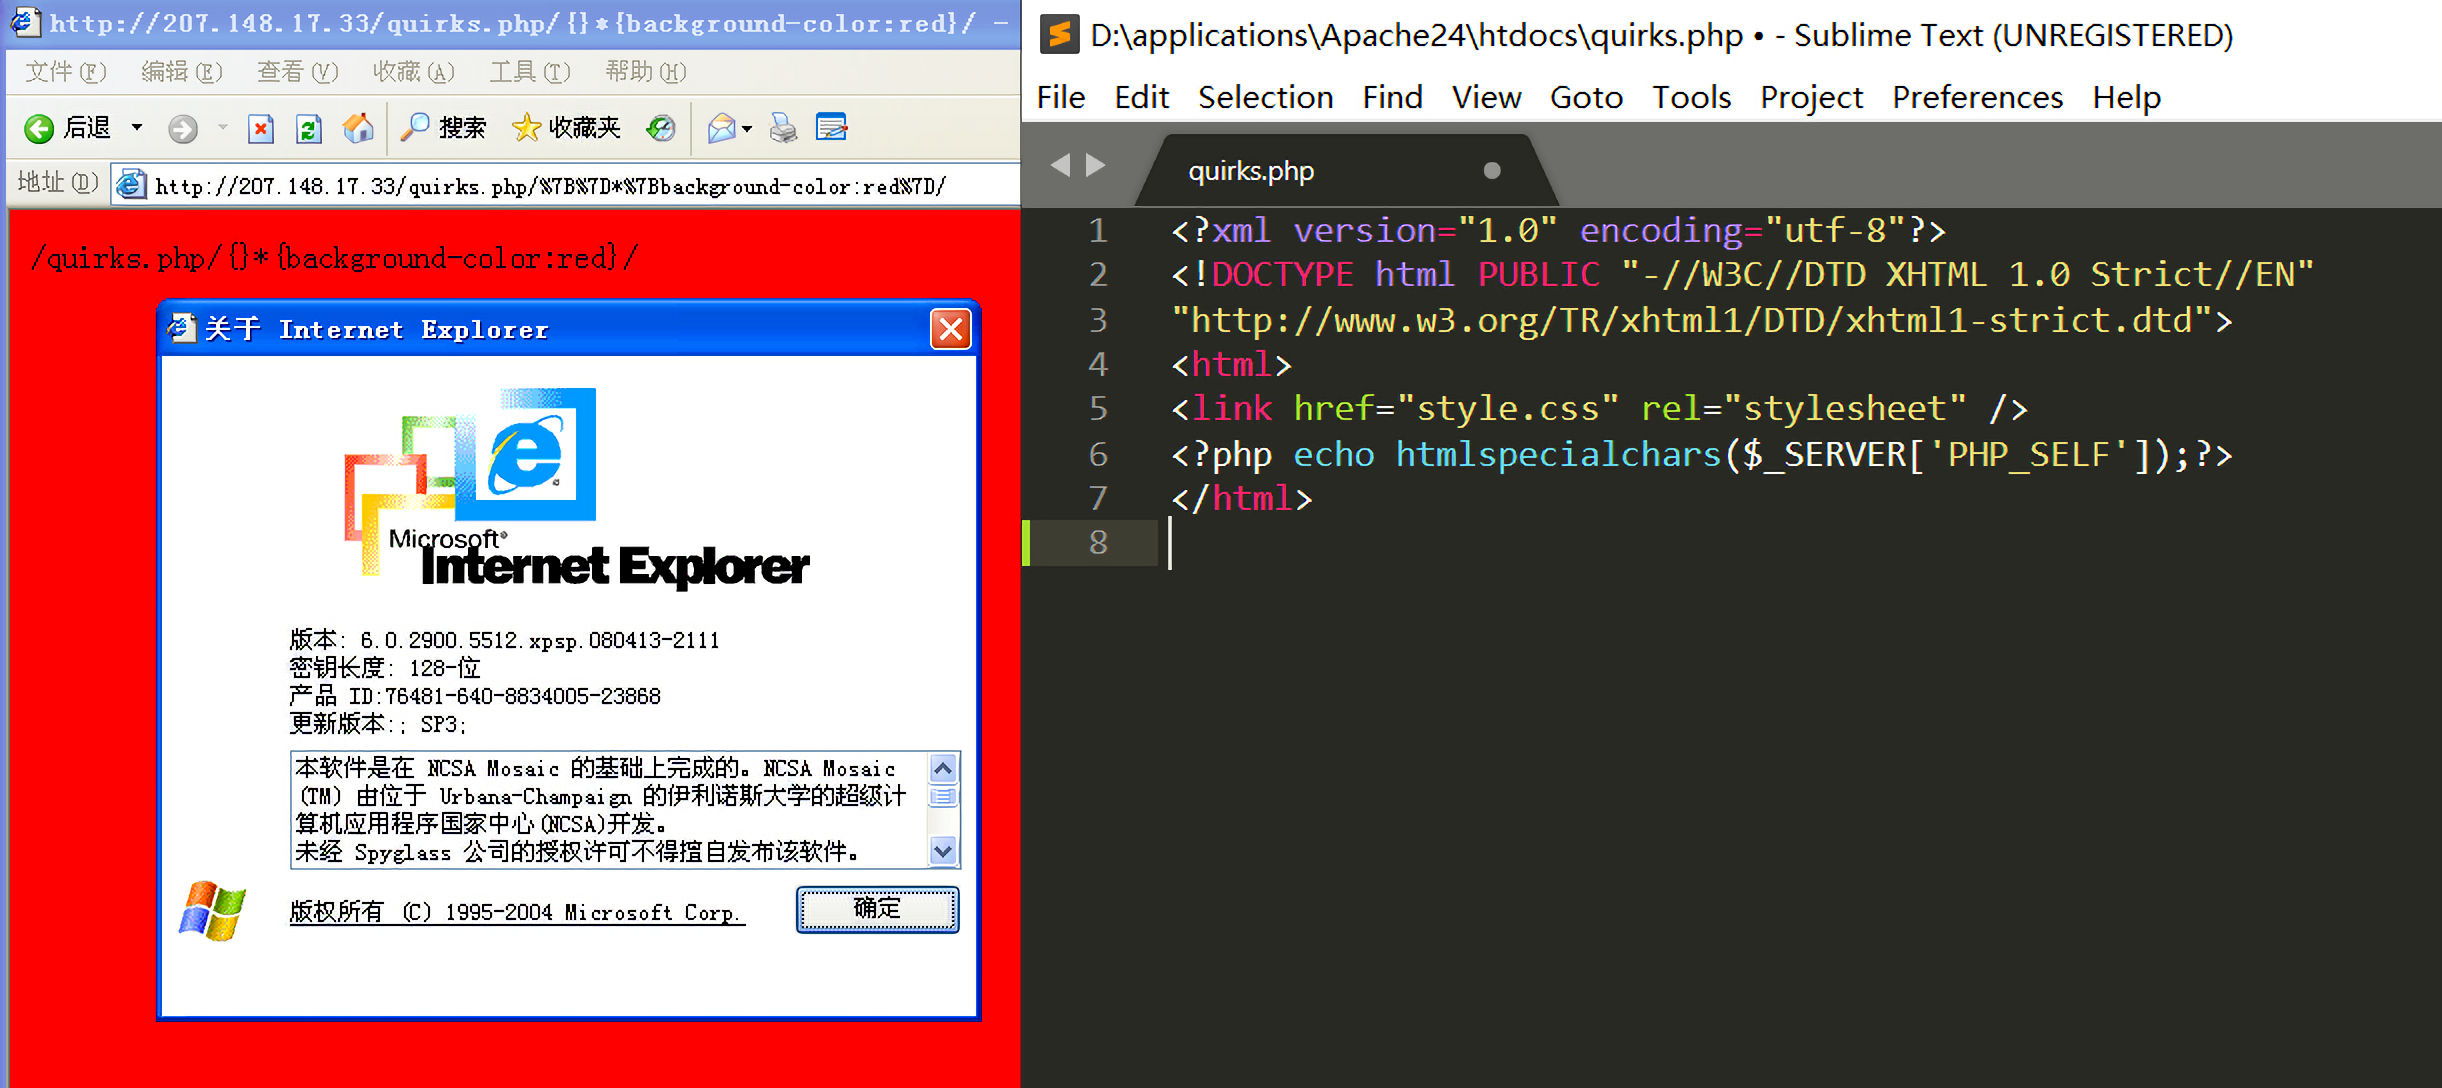 http://207.148.17.33/quirks.php/{}*{background-color:red}/ -
文件(F) 编辑(E) 查看(V) 收藏(A) 工具(T) 帮助(H)
后退 搜索 收藏夹
地址(D) http://207.148.17.33/quirks.php/%7B%7D*%7Bbackground-color:red%7D/
/quirks.php/{}*{background-color:red}/
关于 Internet Explorer
Microsoft®
Internet Explorer
版本: 6.0.2900.5512.xpsp.080413-2111
密钥长度: 128-位
产品 ID:76481-640-8834005-23868
更新版本:; SP3;
本软件是在 NCSA Mosaic 的基础上完成的。NCSA Mosaic
(TM) 由位于 Urbana-Champaign 的伊利诺斯大学的超级计
算机应用程序国家中心(NCSA)开发。
未经 Spyglass 公司的授权许可不得擅自发布该软件。
版权所有 (C) 1995-2004 Microsoft Corp.
确定
D:\applications\Apache24\htdocs\quirks.php • - Sublime Text (UNREGISTERED)
File Edit Selection Find View Goto Tools Project Preferences Help
quirks.php
1 <?xml version="1.0" encoding="utf-8"?>
2 <!DOCTYPE html PUBLIC "-//W3C//DTD XHTML 1.0 Strict//EN"
3 "http://www.w3.org/TR/xhtml1/DTD/xhtml1-strict.dtd">
4 <html>
5 <link href="style.css" rel="stylesheet" />
6 <?php echo htmlspecialchars($_SERVER['PHP_SELF']);?>
7 </html>
8